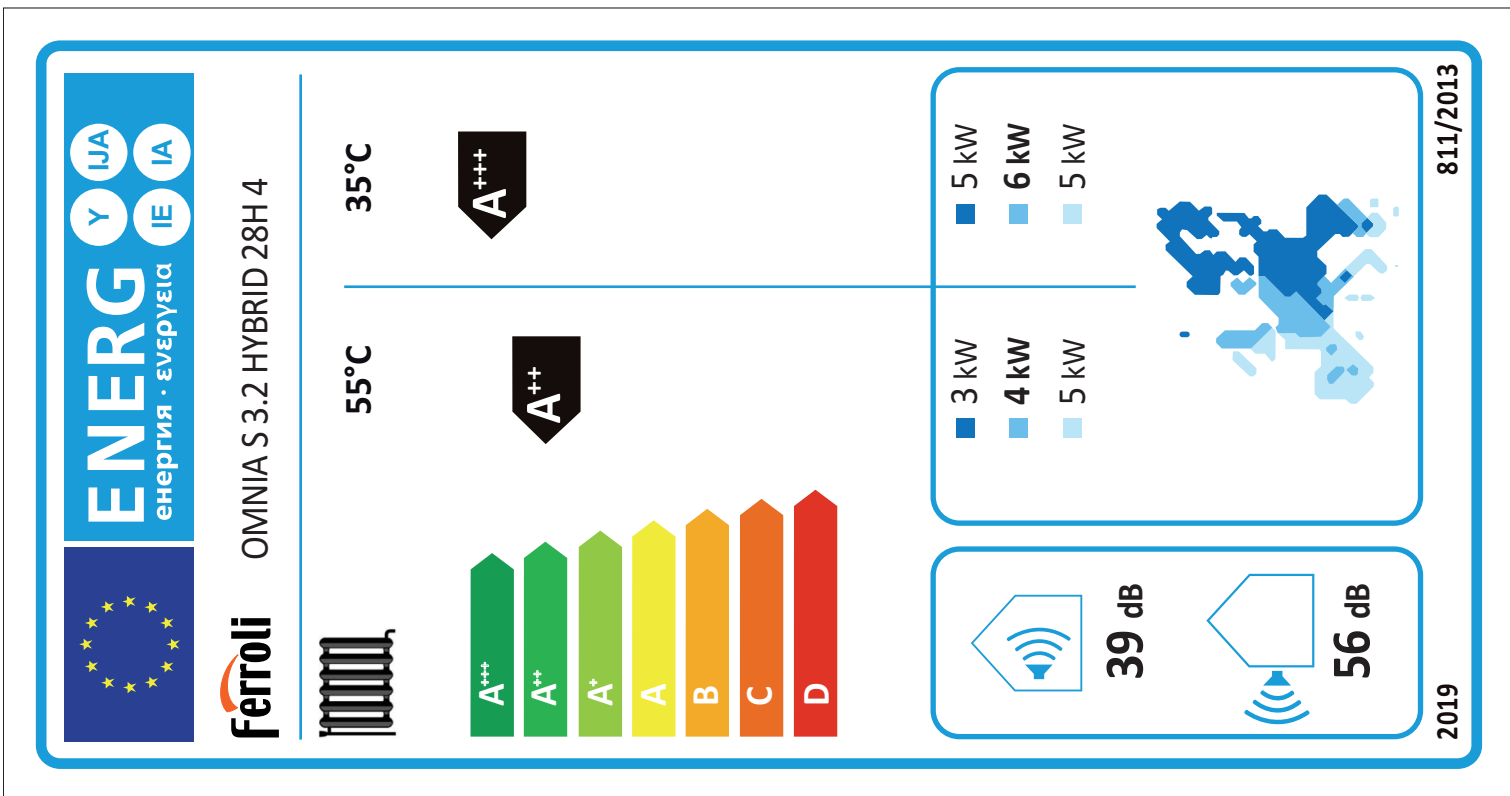 ENERG
енергия · ενεργεια
Y IJA
IE IA
Ferroli
OMNIA S 3.2 HYBRID 28H 4
55°C 35°C
A+++
A++
A+
A
B
C
D
A++
A+++
39 dB
56 dB
3 kW
4 kW
5 kW
5 kW
6 kW
5 kW
2019
811/2013